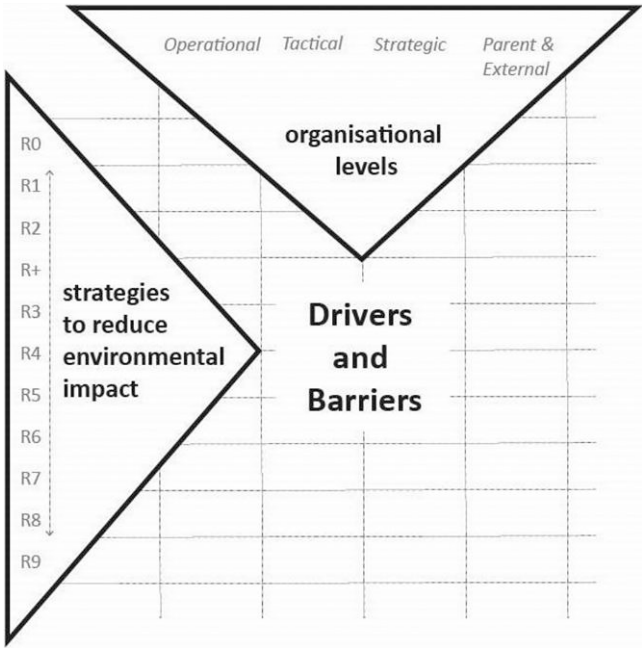 Operational Tactical Strategic Parent &
External
organisational
levels
R0
R1
R2
R+
R3
R4
R5
R6
R7
R8
R9
strategies
to reduce
environmental
impact
Drivers
and
Barriers